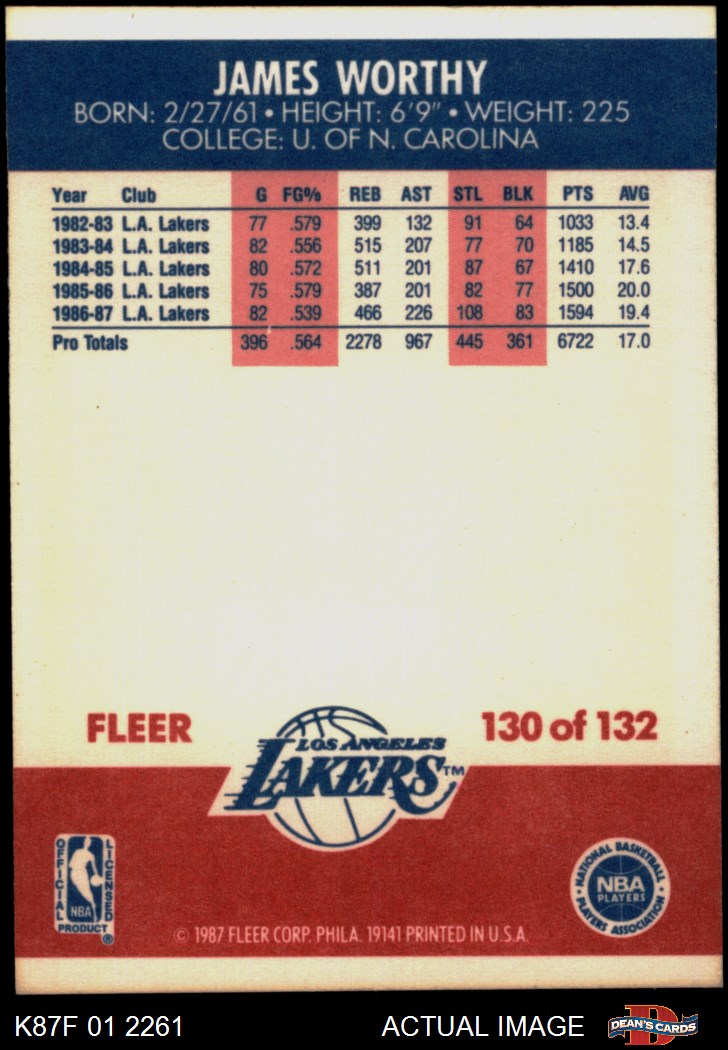 JAMES WORTHY
BORN: 2/27/61 • HEIGHT: 6'9" • WEIGHT: 225
COLLEGE: U. OF N. CAROLINA
Year Club G FG% REB AST STL BLK PTS AVG
1982-83 L.A. Lakers 77 .579 399 132 91 64 1033 13.4
1983-84 L.A. Lakers 82 .556 515 207 77 70 1185 14.5
1984-85 L.A. Lakers 80 .572 511 201 87 67 1410 17.6
1985-86 L.A. Lakers 75 .579 387 201 82 77 1500 20.0
1986-87 L.A. Lakers 82 .539 466 226 108 83 1594 19.4
Pro Totals 396 .564 2278 967 445 361 6722 17.0
FLEER
130 of 132
LOS ANGELES
LAKERS™
OFFICIAL
LICENSED
NBA
PRODUCT ®
• NATIONAL BASKETBALL •
NBA
PLAYERS
PLAYERS ASSOCIATION
© 1987 FLEER CORP. PHILA. 19141 PRINTED IN U.S.A.
K87F 01 2261
ACTUAL IMAGE
D
DEAN'S CARDS